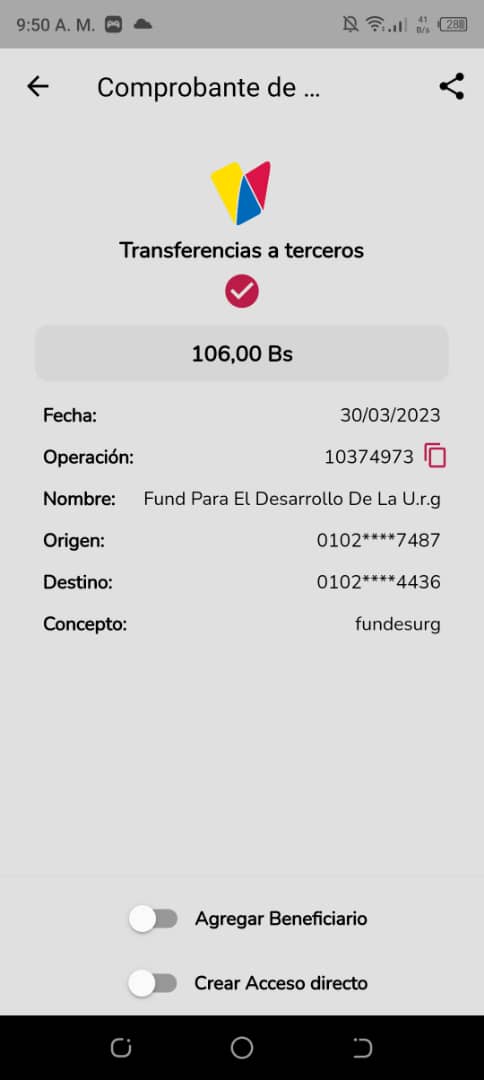 9:50 A. M.
41
B/s
288
Comprobante de ...
Transferencias a terceros
106,00 Bs
Fecha: 30/03/2023
Operación: 10374973
Nombre: Fund Para El Desarrollo De La U.r.g
Origen: 0102****7487
Destino: 0102****4436
Concepto: fundesurg
Agregar Beneficiario
Crear Acceso directo